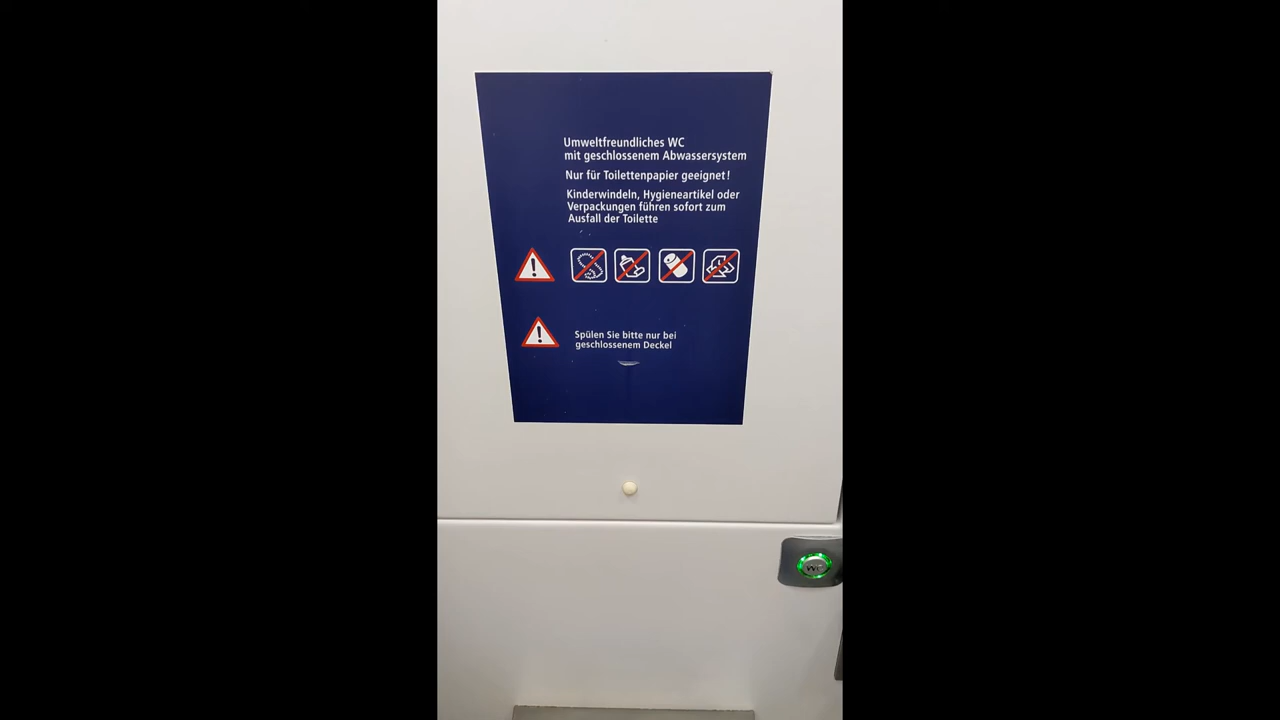 Umweltfreundliches WC
mit geschlossenem Abwassersystem
Nur für Toilettenpapier geeignet!
Kinderwindeln, Hygieneartikel oder
Verpackungen führen sofort zum
Ausfall der Toilette
Spülen Sie bitte nur bei
geschlossenem Deckel
WC